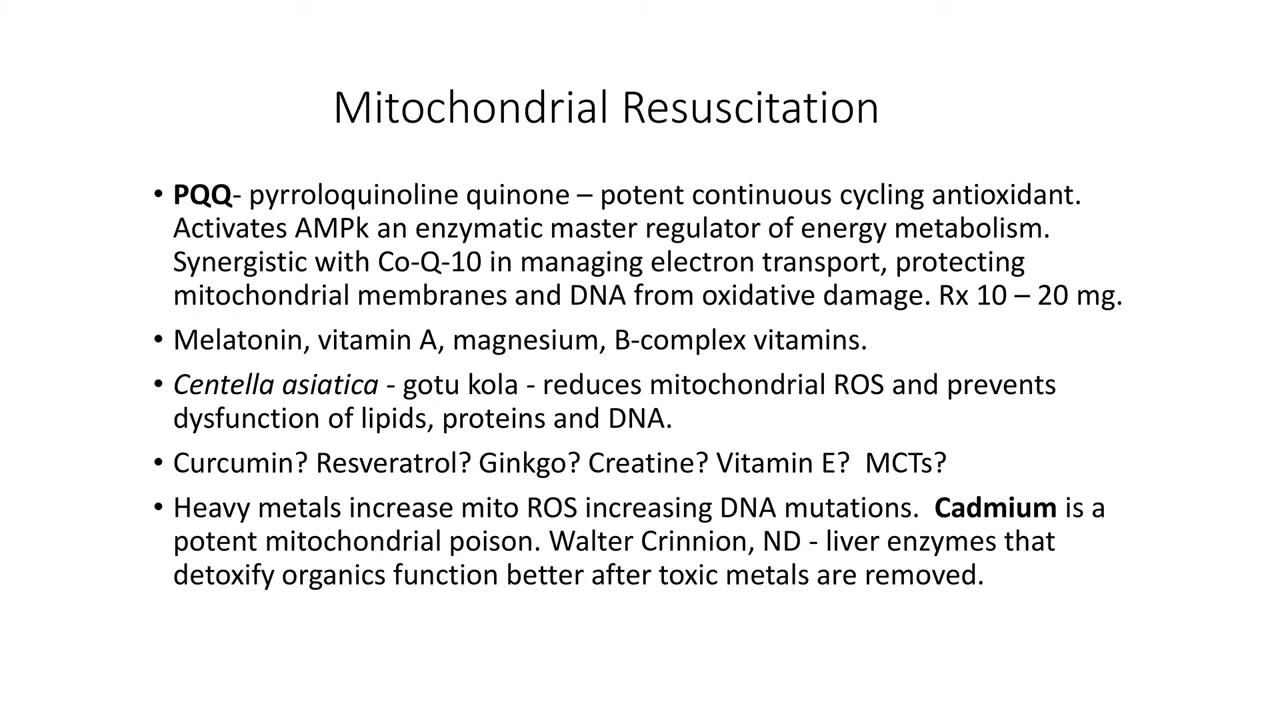 Mitochondrial Resuscitation
• PQQ- pyrroloquinoline quinone – potent continuous cycling antioxidant.
Activates AMPk an enzymatic master regulator of energy metabolism.
Synergistic with Co-Q-10 in managing electron transport, protecting
mitochondrial membranes and DNA from oxidative damage. Rx 10 – 20 mg.
• Melatonin, vitamin A, magnesium, B-complex vitamins.
• Centella asiatica - gotu kola - reduces mitochondrial ROS and prevents
dysfunction of lipids, proteins and DNA.
• Curcumin? Resveratrol? Ginkgo? Creatine? Vitamin E?  MCTs?
• Heavy metals increase mito ROS increasing DNA mutations.  Cadmium is a
potent mitochondrial poison. Walter Crinnion, ND - liver enzymes that
detoxify organics function better after toxic metals are removed.